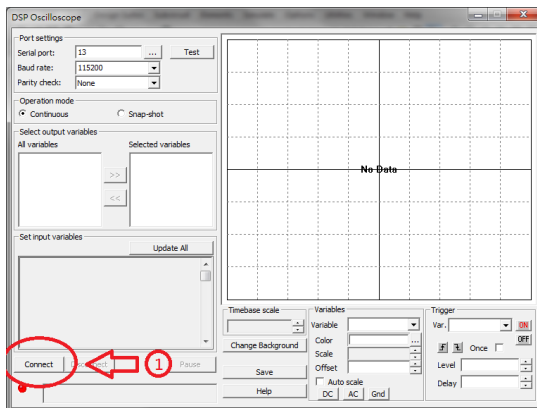 DSP Oscilloscope
Port settings
Serial port: 13 ... Test
Baud rate: 115200
Parity check: None
Operation mode
Continuous Snap-shot
Select output variables
All variables Selected variables
>>
<<
No Data
Set input variables
Update All
Timebase scale
Change Background
Save
Help
Variables
Variable
Color ...
Scale
Offset
Auto scale
DC AC Gnd
Trigger
Var. ON
OFF
Once
Level
Delay
Connect 1 Pause